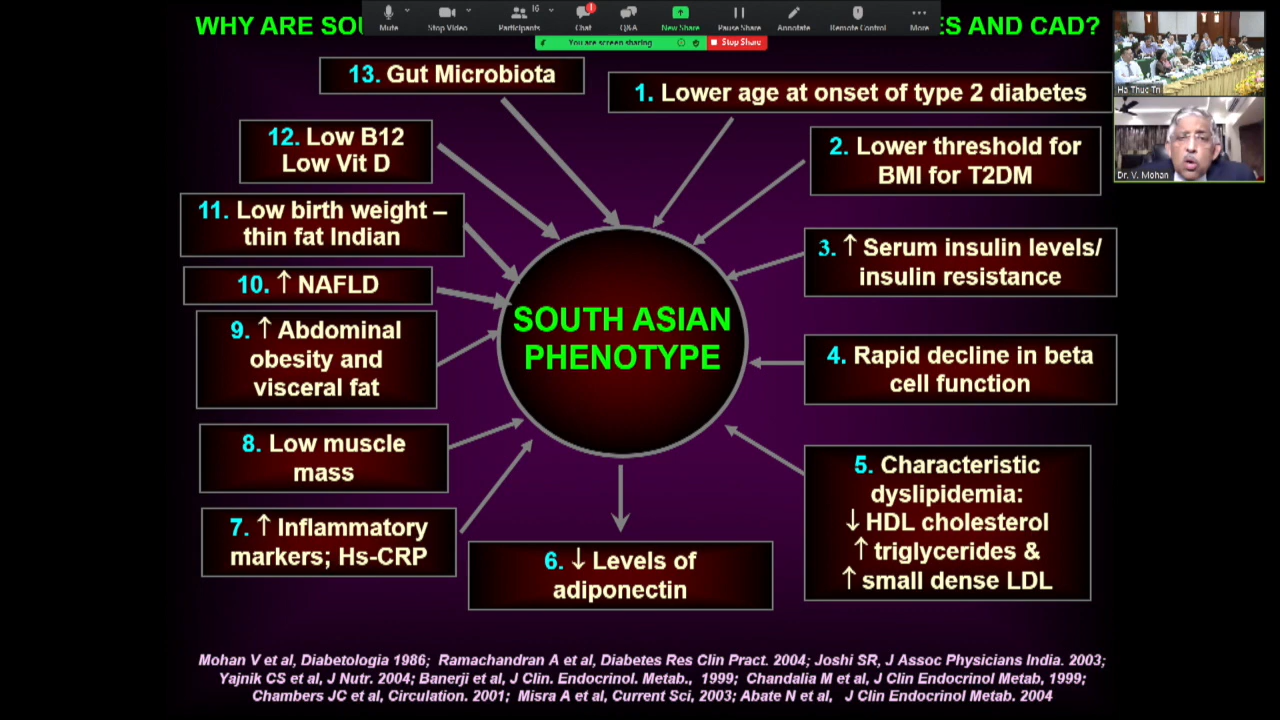 WHY ARE SOU
ES AND CAD?
Mute
Stop Video
Participants
16
Chat
1
Q&A
New Share
Pause Share
Annotate
Remote Control
More
You are screen sharing
Stop Share
Ha Thuc Tri
Dr. V. Mohan
13. Gut Microbiota
1. Lower age at onset of type 2 diabetes
12. Low B12
Low Vit D
2. Lower threshold for
BMI for T2DM
11. Low birth weight –
thin fat Indian
3. ↑ Serum insulin levels/
insulin resistance
10. ↑ NAFLD
SOUTH ASIAN
PHENOTYPE
9. ↑ Abdominal
obesity and
visceral fat
4. Rapid decline in beta
cell function
8. Low muscle
mass
5. Characteristic
dyslipidemia:
↓ HDL cholesterol
↑ triglycerides &
↑ small dense LDL
7. ↑ Inflammatory
markers; Hs-CRP
6. ↓ Levels of
adiponectin
Mohan V et al, Diabetologia 1986; Ramachandran A et al, Diabetes Res Clin Pract. 2004; Joshi SR, J Assoc Physicians India. 2003;
Yajnik CS et al, J Nutr. 2004; Banerji et al, J Clin. Endocrinol. Metab., 1999; Chandalia M et al, J Clin Endocrinol Metab, 1999;
Chambers JC et al, Circulation. 2001; Misra A et al, Current Sci, 2003; Abate N et al, J Clin Endocrinol Metab. 2004